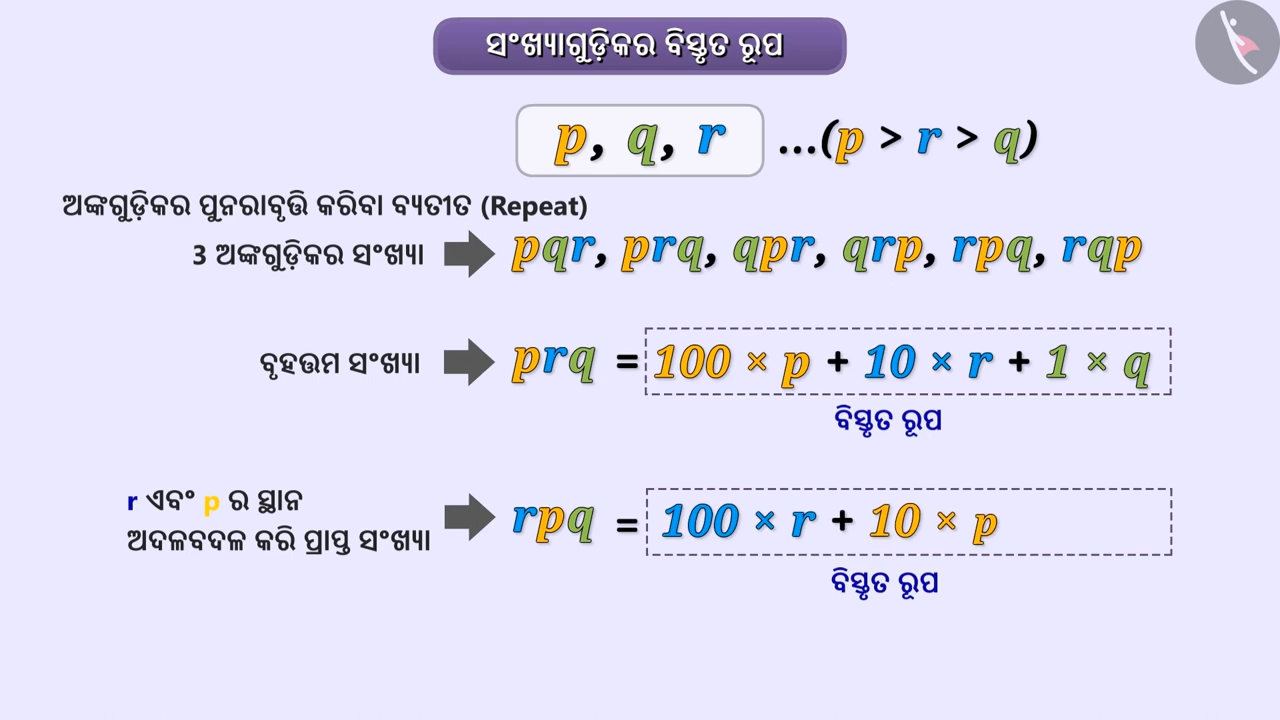 ସଂଖ୍ୟାଗୁଡ଼ିକର ବିସ୍ତୃତ ରୂପ
p, q, r ...(p > r > q)
ଅଙ୍କଗୁଡ଼ିକର ପୁନରାବୃତ୍ତି କରିବା ବ୍ୟତୀତ (Repeat)
3 ଅଙ୍କଗୁଡ଼ିକର ସଂଖ୍ୟା pqr, prq, qpr, qrp, rpq, rqp
ବୃହତ୍ତମ ସଂଖ୍ୟା prq = 100 × p + 10 × r + 1 × q
ବିସ୍ତୃତ ରୂପ
r ଏବଂ p ର ସ୍ଥାନ
ଅଦଳବଦଳ କରି ପ୍ରାପ୍ତ ସଂଖ୍ୟା rpq = 100 × r + 10 × p
ବିସ୍ତୃତ ରୂପ